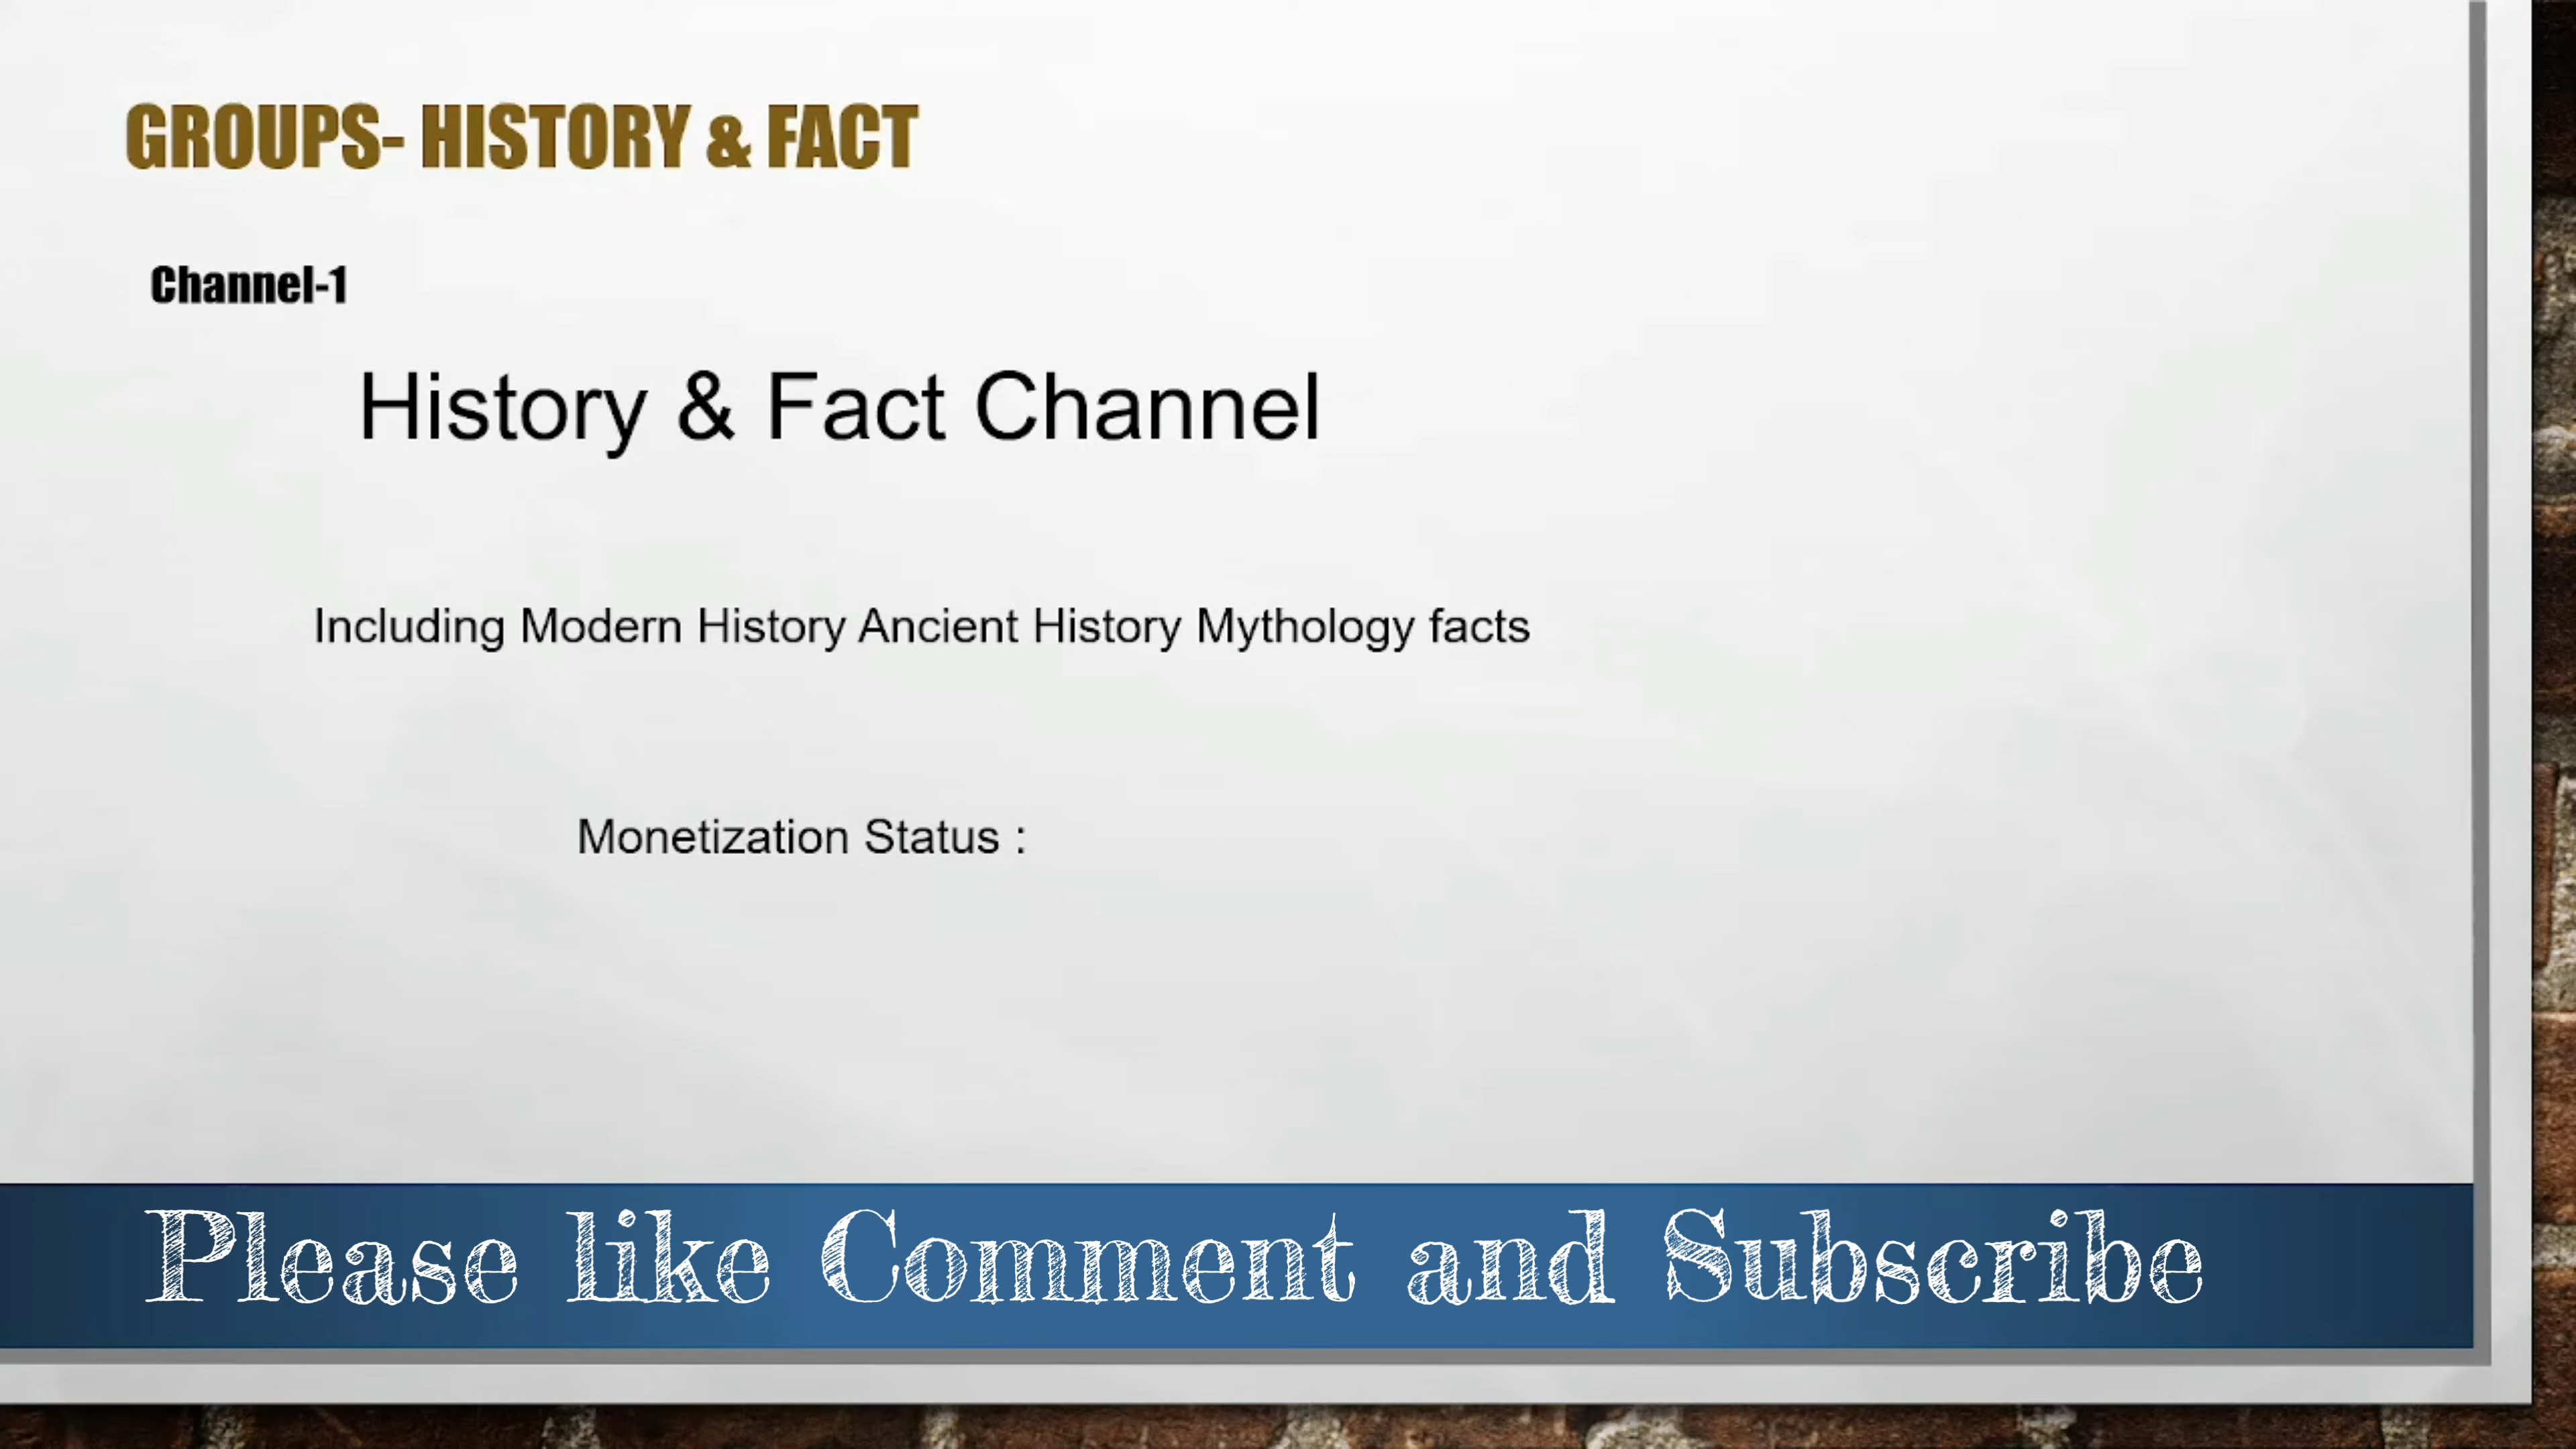 GROUPS- HISTORY & FACT
Channel-1
History & Fact Channel
Including Modern History Ancient History Mythology facts
Monetization Status :
Please like Comment and Subscribe